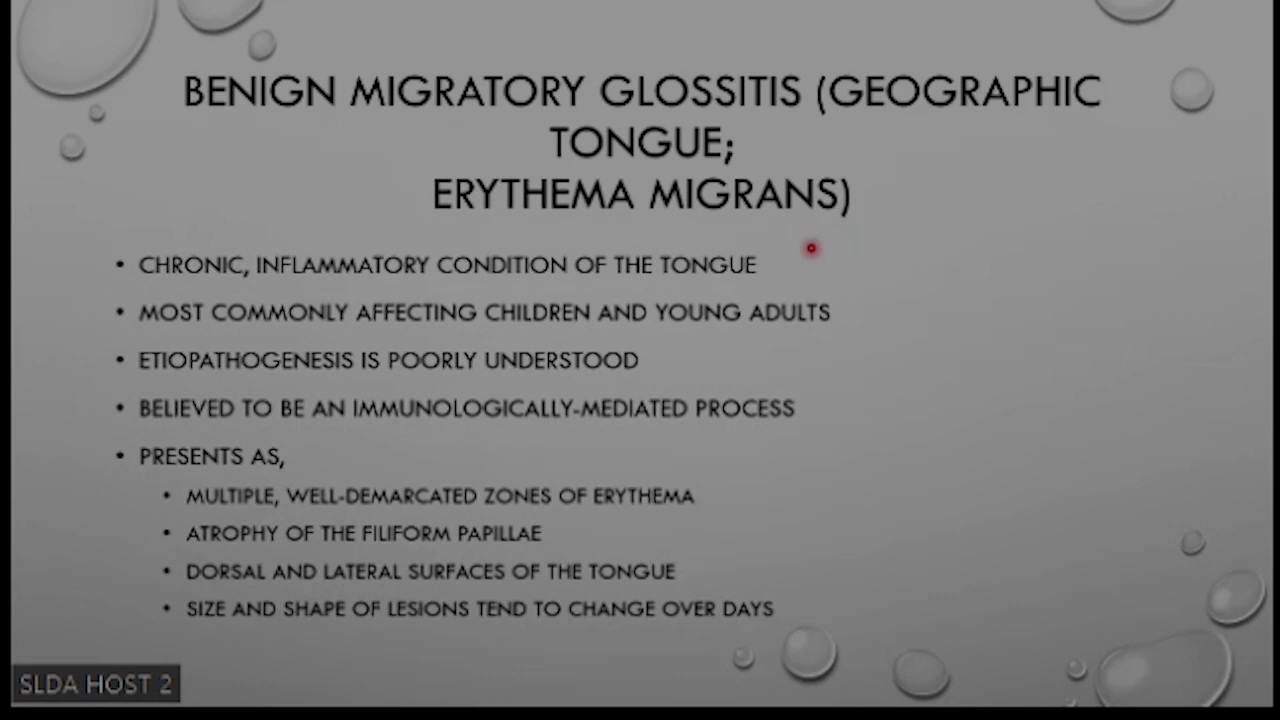 BENIGN MIGRATORY GLOSSITIS (GEOGRAPHIC
TONGUE;
ERYTHEMA MIGRANS)
• CHRONIC, INFLAMMATORY CONDITION OF THE TONGUE
• MOST COMMONLY AFFECTING CHILDREN AND YOUNG ADULTS
• ETIOPATHOGENESIS IS POORLY UNDERSTOOD
• BELIEVED TO BE AN IMMUNOLOGICALLY-MEDIATED PROCESS
• PRESENTS AS,
• MULTIPLE, WELL-DEMARCATED ZONES OF ERYTHEMA
• ATROPHY OF THE FILIFORM PAPILLAE
• DORSAL AND LATERAL SURFACES OF THE TONGUE
• SIZE AND SHAPE OF LESIONS TEND TO CHANGE OVER DAYS
SLDA HOST 2